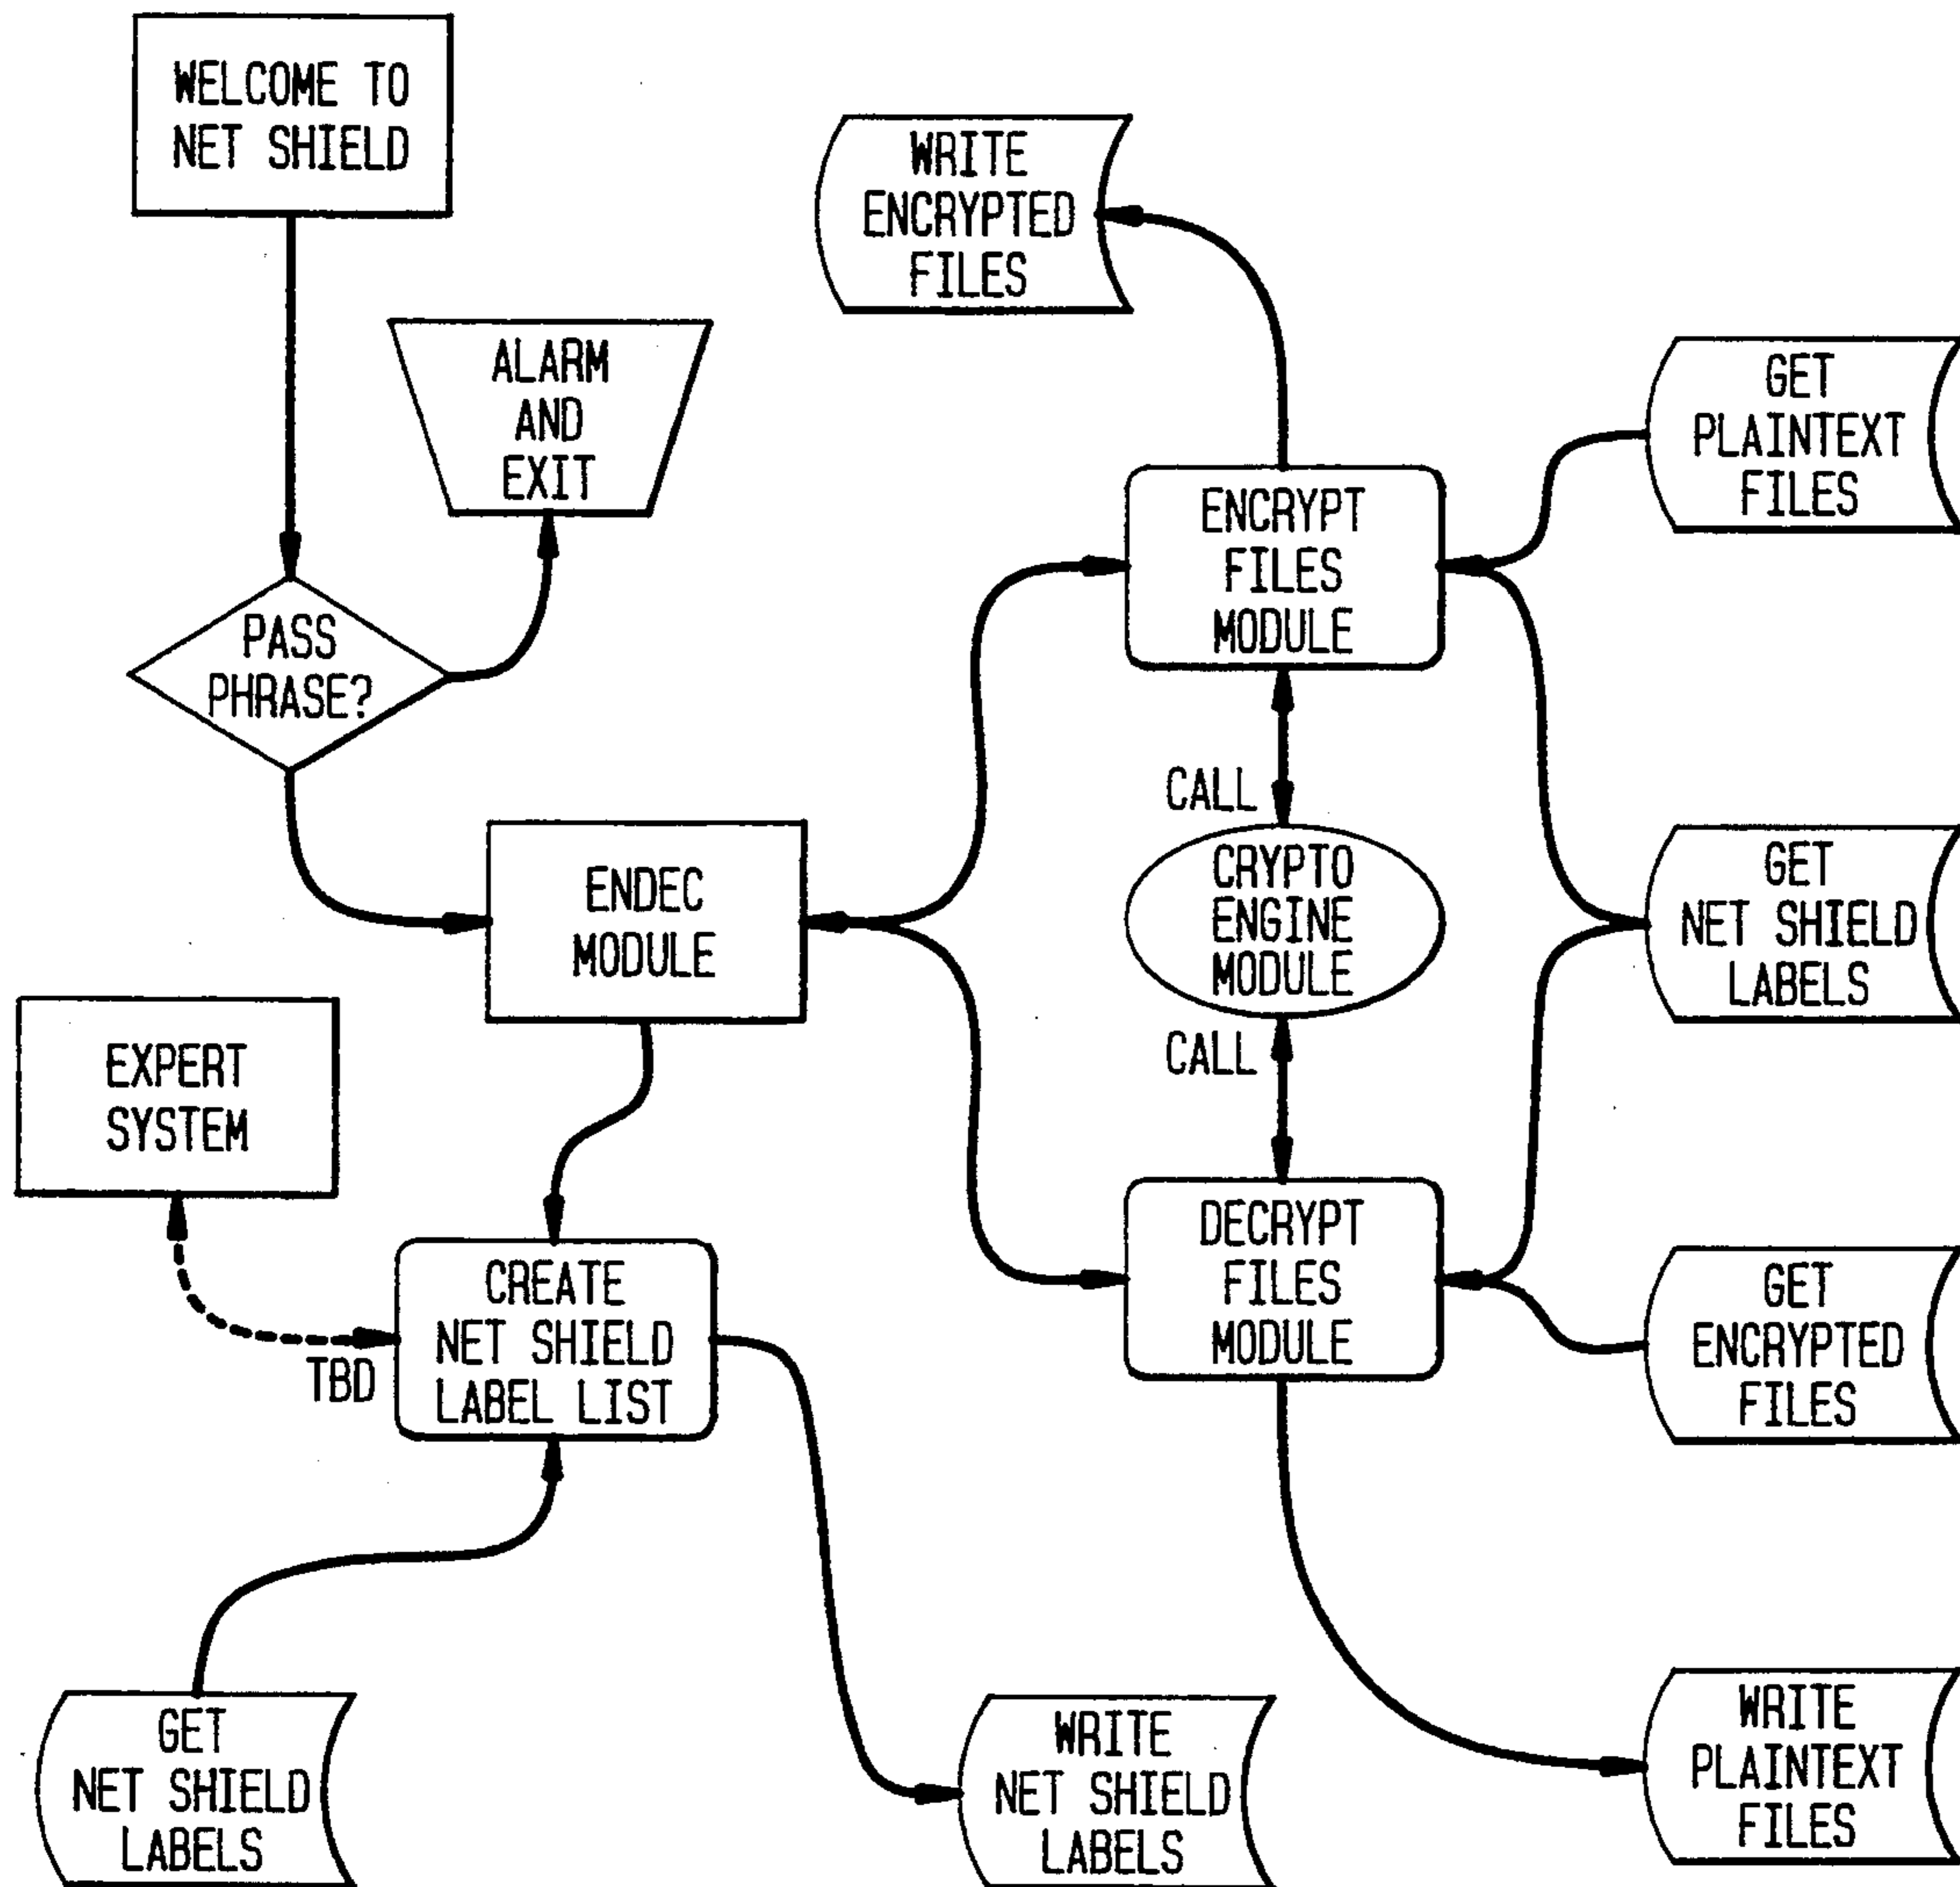 WELCOME TO
NET SHIELD
WRITE
ENCRYPTED
FILES
ALARM
AND
EXIT
GET
PLAINTEXT
FILES
ENCRYPT
FILES
MODULE
PASS
PHRASE?
CALL
ENDEC
MODULE
CRYPTO
ENGINE
MODULE
GET
NET SHIELD
LABELS
CALL
EXPERT
SYSTEM
DECRYPT
FILES
MODULE
CREATE
NET SHIELD
LABEL LIST
TBD
GET
ENCRYPTED
FILES
GET
NET SHIELD
LABELS
WRITE
NET SHIELD
LABELS
WRITE
PLAINTEXT
FILES